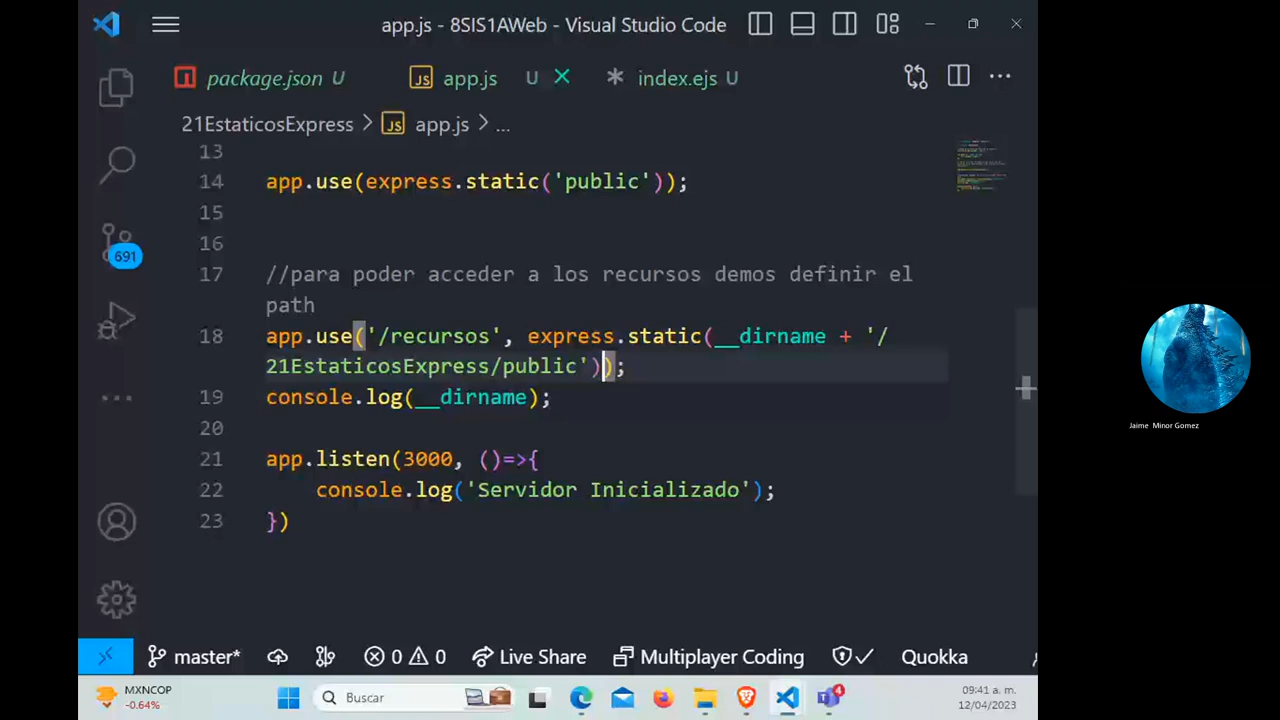 app.js - 8SIS1AWeb - Visual Studio Code
package.json U
JS app.js U
index.ejs U
21EstaticosExpress > JS app.js > ...
13
14 app.use(express.static('public'));
15
16
17 //para poder acceder a los recursos demos definir el
path
18 app.use('/recursos', express.static(__dirname + '/
21EstaticosExpress/public'));
19 console.log(__dirname);
20
21 app.listen(3000, ()=>{
22 console.log('Servidor Inicializado');
23 })
691
Jaime Minor Gomez
master* 0 0 Live Share Multiplayer Coding Quokka
MXNCOP
-0.64%
Buscar
4
09:41 a. m.
12/04/2023